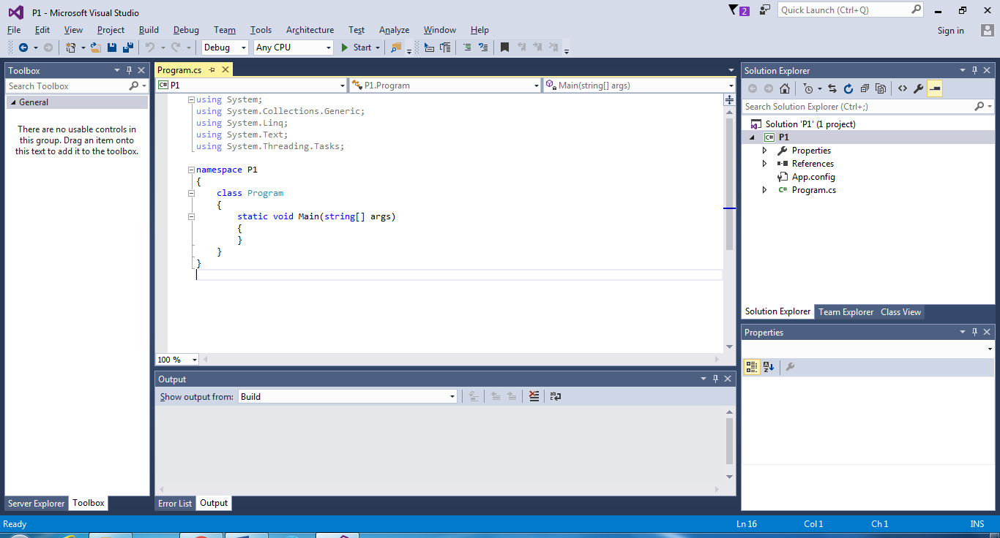 P1 - Microsoft Visual Studio
2
Quick Launch (Ctrl+Q)
File Edit View Project Build Debug Team Tools Architecture Test Analyze Window Help
Sign in
Debug Any CPU Start
Toolbox
Search Toolbox
General
There are no usable controls in
this group. Drag an item onto
this text to add it to the toolbox.
Server Explorer Toolbox
Program.cs
C# P1 P1.Program Main(string[] args)
using System;
using System.Collections.Generic;
using System.Linq;
using System.Text;
using System.Threading.Tasks;
namespace P1
{
class Program
{
static void Main(string[] args)
{
}
}
}
100 %
Output
Show output from: Build
Error List Output
Solution Explorer
Search Solution Explorer (Ctrl+;)
Solution 'P1' (1 project)
C# P1
Properties
References
App.config
C# Program.cs
Solution Explorer Team Explorer Class View
Properties
Ready Ln 16 Col 1 Ch 1 INS